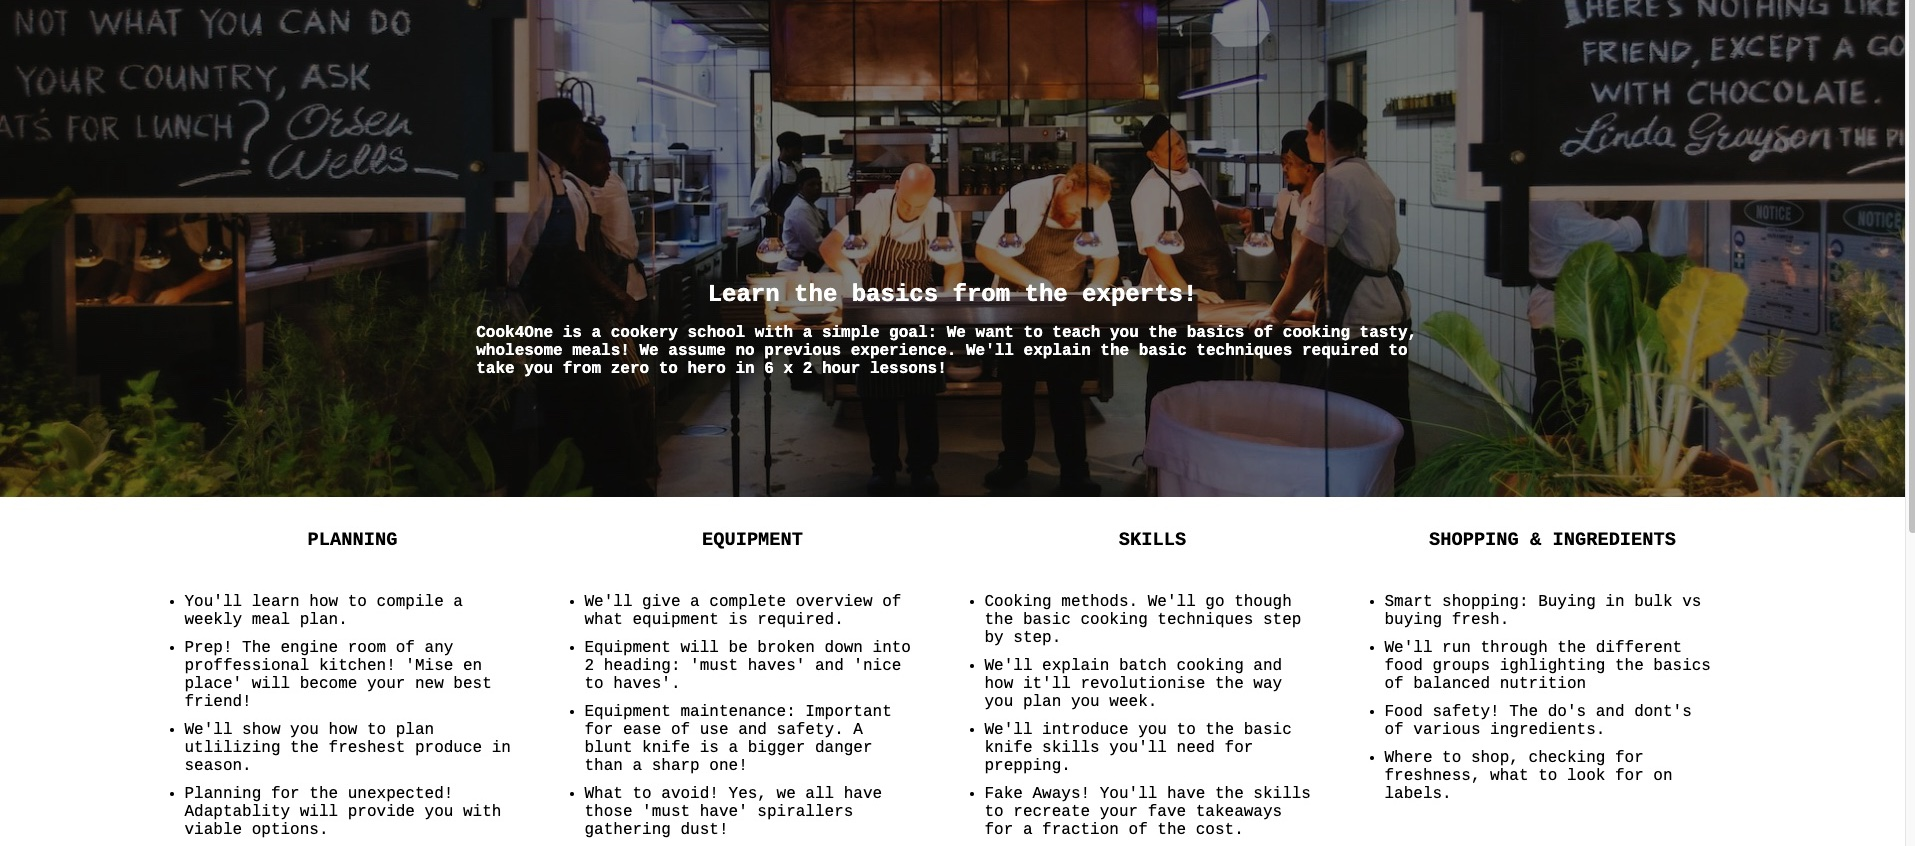 NOT WHAT YOU CAN DO
YOUR COUNTRY, ASK
FOR LUNCH?
Orsen
Wells
NOTHING LIKE
FRIEND, EXCEPT A
WITH CHOCOLATE.
Linda Grayson THE
NOTICE
NOTICE
Learn the basics from the experts!
Cook4One is a cookery school with a simple goal: We want to teach you the basics of cooking tasty,
wholesome meals! We assume no previous experience. We'll explain the basic techniques required to
take you from zero to hero in 6 x 2 hour lessons!
PLANNING
You'll learn how to compile a
weekly meal plan.
Prep! The engine room of any
proffessional kitchen! 'Mise en
place' will become your new best
friend!
We'll show you how to plan
utlilizing the freshest produce in
season.
Planning for the unexpected!
Adaptablity will provide you with
viable options.
EQUIPMENT
We'll give a complete overview of
what equipment is required.
Equipment will be broken down into
2 heading: 'must haves' and 'nice
to haves'.
Equipment maintenance: Important
for ease of use and safety. A
blunt knife is a bigger danger
than a sharp one!
What to avoid! Yes, we all have
those 'must have' spirallers
gathering dust!
SKILLS
Cooking methods. We'll go though
the basic cooking techniques step
by step.
We'll explain batch cooking and
how it'll revolutionise the way
you plan you week.
We'll introduce you to the basic
knife skills you'll need for
prepping.
Fake Aways! You'll have the skills
to recreate your fave takeaways
for a fraction of the cost.
SHOPPING & INGREDIENTS
Smart shopping: Buying in bulk vs
buying fresh.
We'll run through the different
food groups ighlighting the basics
of balanced nutrition
Food safety! The do's and dont's
of various ingredients.
Where to shop, checking for
freshness, what to look for on
labels.